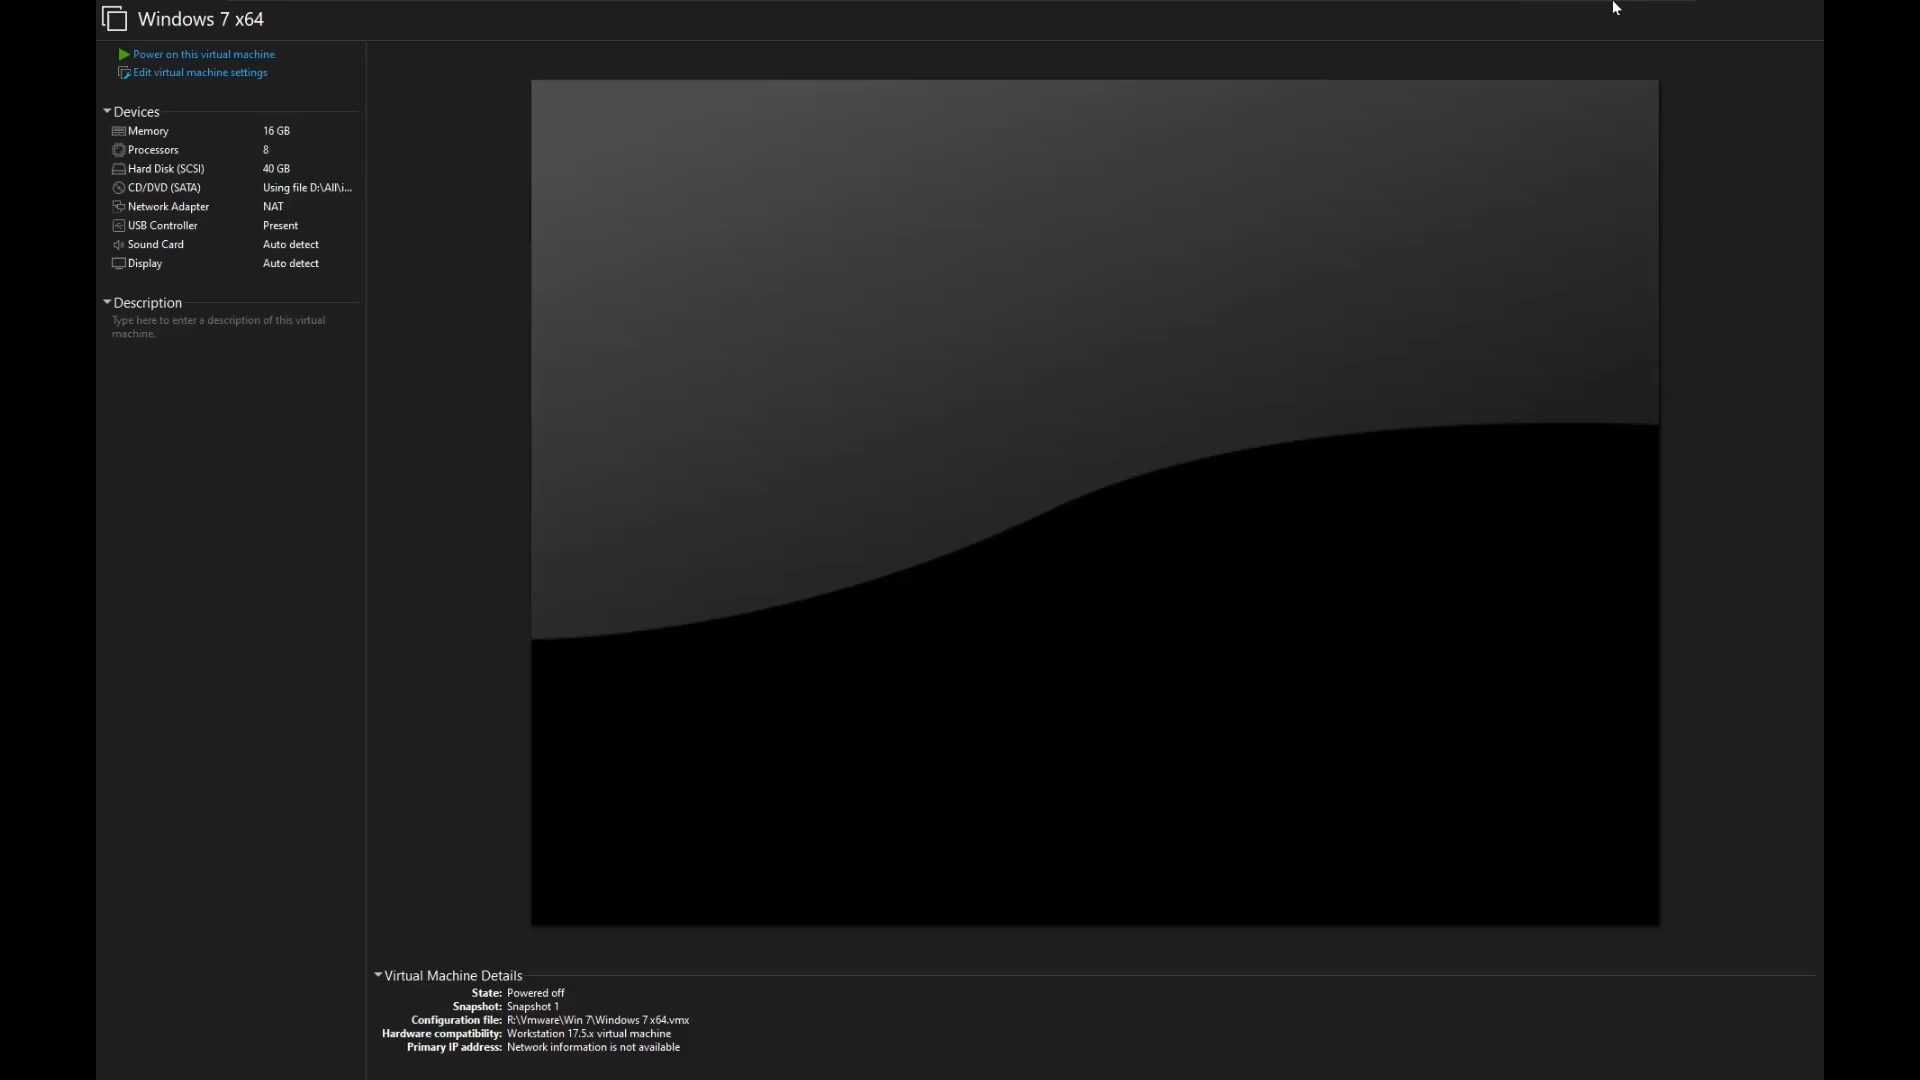 Windows 7 x64
Power on this virtual machine
Edit virtual machine settings
Devices
Memory 16 GB
Processors 8
Hard Disk (SCSI) 40 GB
CD/DVD (SATA) Using file D:\All\i...
Network Adapter NAT
USB Controller Present
Sound Card Auto detect
Display Auto detect
Description
Type here to enter a description of this virtual
machine.
Virtual Machine Details
State: Powered off
Snapshot: Snapshot 1
Configuration file: R:\Vmware\Win 7\Windows 7 x64.vmx
Hardware compatibility: Workstation 17.5.x virtual machine
Primary IP address: Network information is not available